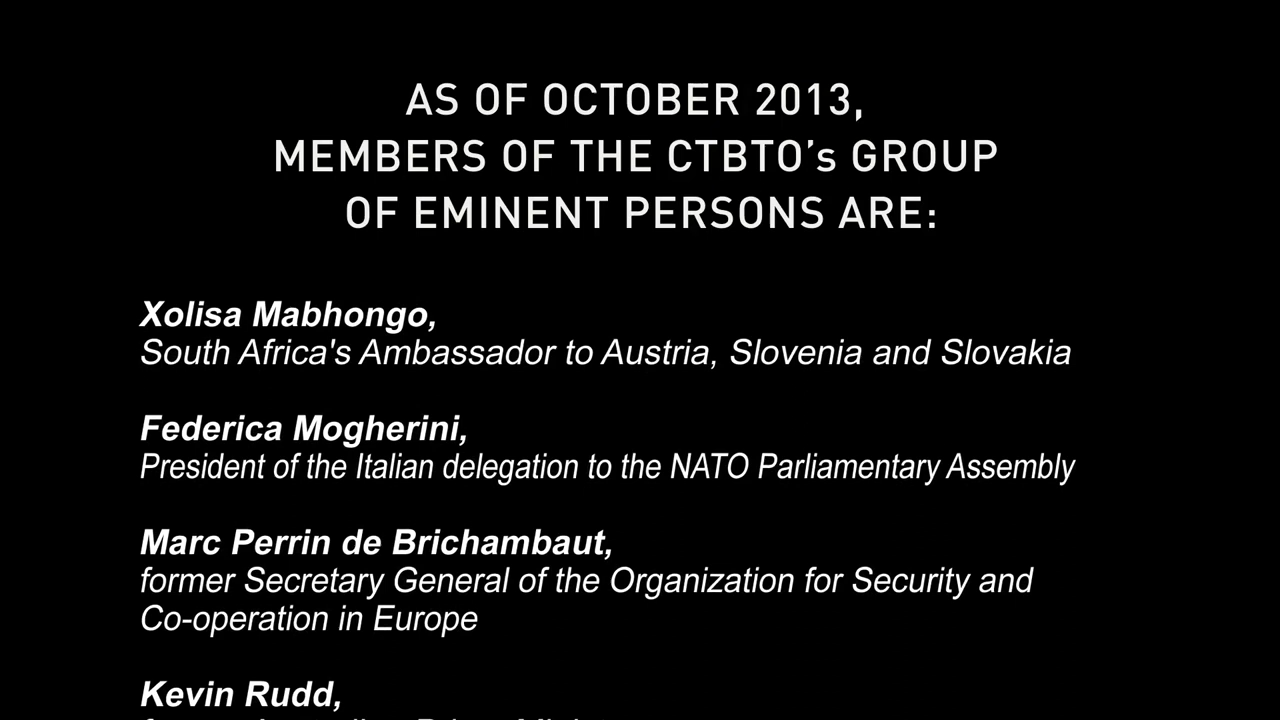 AS OF OCTOBER 2013,
MEMBERS OF THE CTBTO's GROUP
OF EMINENT PERSONS ARE:
Xolisa Mabhongo,
South Africa's Ambassador to Austria, Slovenia and Slovakia
Federica Mogherini,
President of the Italian delegation to the NATO Parliamentary Assembly
Marc Perrin de Brichambaut,
former Secretary General of the Organization for Security and
Co-operation in Europe
Kevin Rudd,